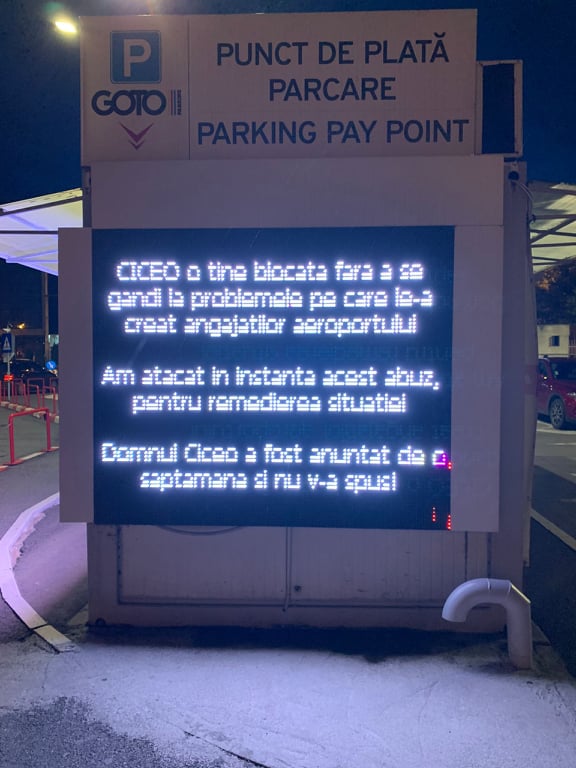 P
GOTO
PARKING
PUNCT DE PLATĂ
PARCARE
PARKING PAY POINT
CICEO o tine blocata fara a se
gandi la problemele pe care le-a
creat angajatilor aeroportului
Am atacat in instanta acest abuz,
pentru remedierea situatiei
Domnul Ciceo a fost anuntat de o
saptamana si nu v-a spus!